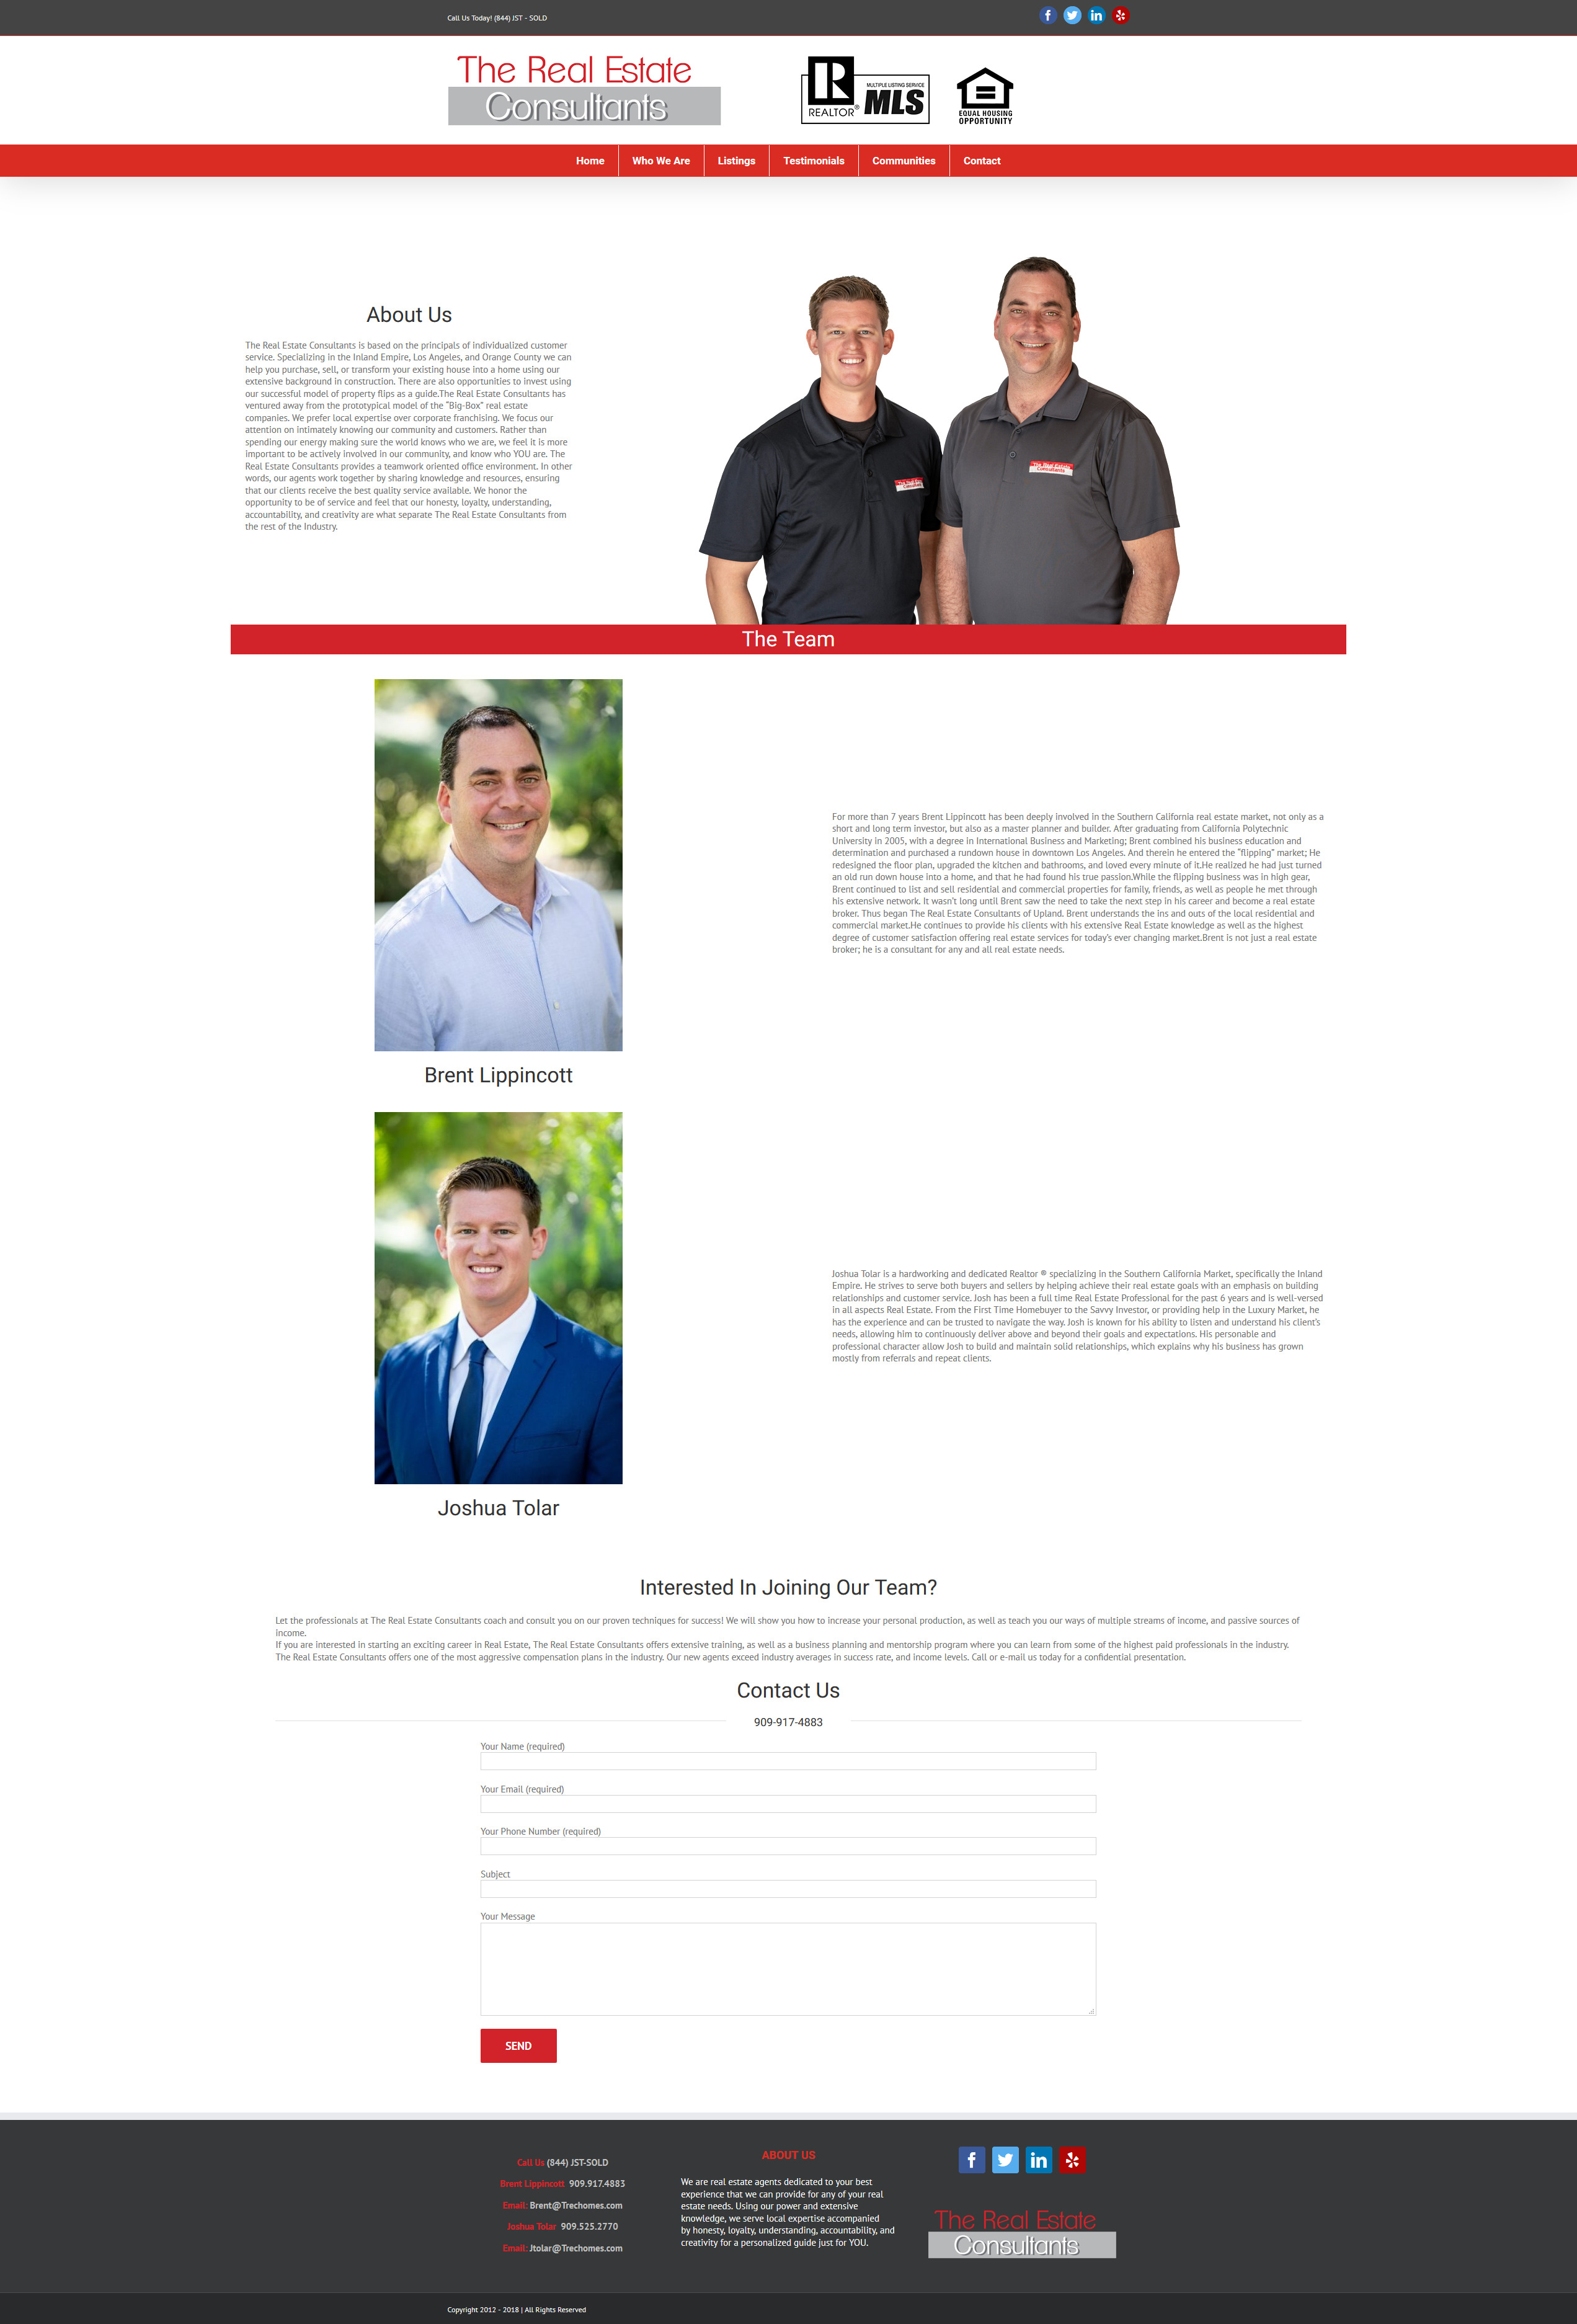 Call Us Today! (844) JST - SOLD
The Real Estate
Consultants
REALTOR®
MULTIPLE LISTING SERVICE
MLS
EQUAL HOUSING
OPPORTUNITY
Home
Who We Are
Listings
Testimonials
Communities
Contact
About Us
The Real Estate Consultants is based on the principals of individualized customer
service. Specializing in the Inland Empire, Los Angeles, and Orange County we can
help you purchase, sell, or transform your existing house into a home using our
extensive background in construction. There are also opportunities to invest using
our successful model of property flips as a guide.The Real Estate Consultants has
ventured away from the prototypical model of the “Big-Box” real estate
companies. We prefer local expertise over corporate franchising. We focus our
attention on intimately knowing our community and customers. Rather than
spending our energy making sure the world knows who we are, we feel it is more
important to be actively involved in our community, and know who YOU are. The
Real Estate Consultants provides a teamwork oriented office environment. In other
words, our agents work together by sharing knowledge and resources, ensuring
that our clients receive the best quality service available. We honor the
opportunity to be of service and feel that our honesty, loyalty, understanding,
accountability, and creativity are what separate The Real Estate Consultants from
the rest of the Industry.
The Real Estate
Consultants
The Real Estate
Consultants
The Team
For more than 7 years Brent Lippincott has been deeply involved in the Southern California real estate market, not only as a
short and long term investor, but also as a master planner and builder. After graduating from California Polytechnic
University in 2005, with a degree in International Business and Marketing; Brent combined his business education and
determination and purchased a rundown house in downtown Los Angeles. And therein he entered the “flipping” market; He
redesigned the floor plan, upgraded the kitchen and bathrooms, and loved every minute of it.He realized he had just turned
an old run down house into a home, and that he had found his true passion.While the flipping business was in high gear,
Brent continued to list and sell residential and commercial properties for family, friends, as well as people he met through
his extensive network. It wasn’t long until Brent saw the need to take the next step in his career and become a real estate
broker. Thus began The Real Estate Consultants of Upland. Brent understands the ins and outs of the local residential and
commercial market.He continues to provide his clients with his extensive Real Estate knowledge as well as the highest
degree of customer satisfaction offering real estate services for today’s ever changing market.Brent is not just a real estate
broker; he is a consultant for any and all real estate needs.
Brent Lippincott
Joshua Tolar is a hardworking and dedicated Realtor ® specializing in the Southern California Market, specifically the Inland
Empire. He strives to serve both buyers and sellers by helping achieve their real estate goals with an emphasis on building
relationships and customer service. Josh has been a full time Real Estate Professional for the past 6 years and is well-versed
in all aspects Real Estate. From the First Time Homebuyer to the Savvy Investor, or providing help in the Luxury Market, he
has the experience and can be trusted to navigate the way. Josh is known for his ability to listen and understand his client’s
needs, allowing him to continuously deliver above and beyond their goals and expectations. His personable and
professional character allow Josh to build and maintain solid relationships, which explains why his business has grown
mostly from referrals and repeat clients.
Joshua Tolar
Interested In Joining Our Team?
Let the professionals at The Real Estate Consultants coach and consult you on our proven techniques for success! We will show you how to increase your personal production, as well as teach you our ways of multiple streams of income, and passive sources of
income.
If you are interested in starting an exciting career in Real Estate, The Real Estate Consultants offers extensive training, as well as a business planning and mentorship program where you can learn from some of the highest paid professionals in the industry.
The Real Estate Consultants offers one of the most aggressive compensation plans in the industry. Our new agents exceed industry averages in success rate, and income levels. Call or e-mail us today for a confidential presentation.
Contact Us
909-917-4883
Your Name (required)
Your Email (required)
Your Phone Number (required)
Subject
Your Message
SEND
Call Us (844) JST-SOLD
Brent Lippincott 909.917.4883
Email: Brent@Trechomes.com
Joshua Tolar 909.525.2770
Email: Jtolar@Trechomes.com
ABOUT US
We are real estate agents dedicated to your best
experience that we can provide for any of your real
estate needs. Using our power and extensive
knowledge, we serve local expertise accompanied
by honesty, loyalty, understanding, accountability, and
creativity for a personalized guide just for YOU.
The Real Estate
Consultants
Copyright 2012 - 2018 | All Rights Reserved